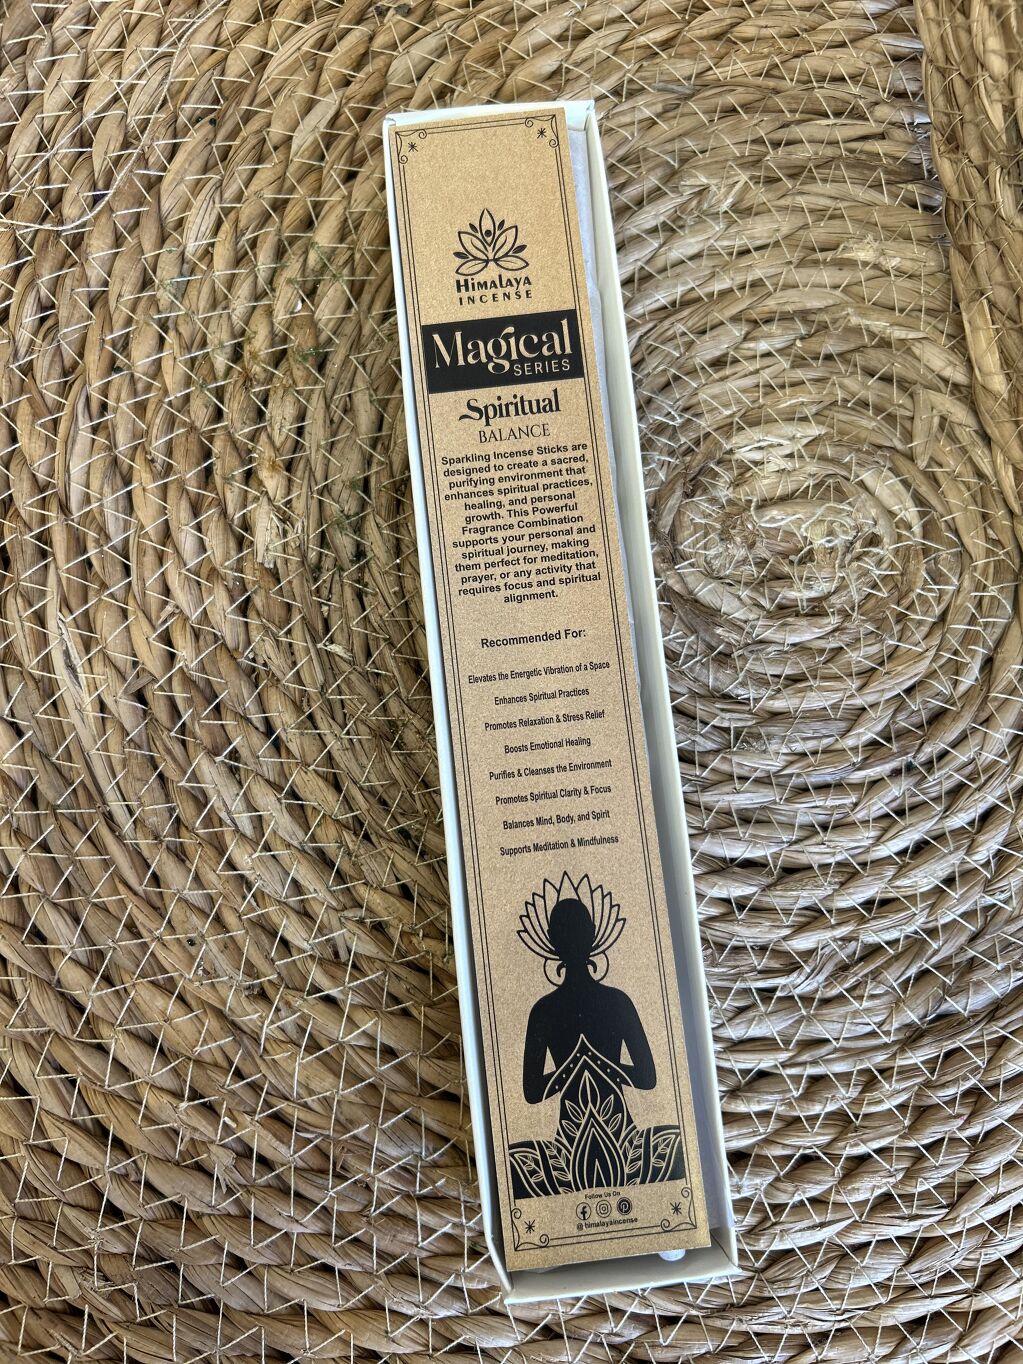 Himalaya
INCENSE
Magical
SERIES
Spiritual
BALANCE
Sparkling Incense Sticks are
designed to create a sacred,
purifying environment that
enhances spiritual practices,
healing, and personal
growth. This Powerful
Fragrance Combination
supports your personal and
spiritual journey, making
them perfect for meditation,
prayer, or any activity that
requires focus and spiritual
alignment.
Recommended For:
Elevates the Energetic Vibration of a Space
Enhances Spiritual Practices
Promotes Relaxation & Stress Relief
Boosts Emotional Healing
Purifies & Cleanses the Environment
Promotes Spiritual Clarity & Focus
Balances Mind, Body, and Spirit
Supports Meditation & Mindfulness
Follow Us On
@himalayaincense